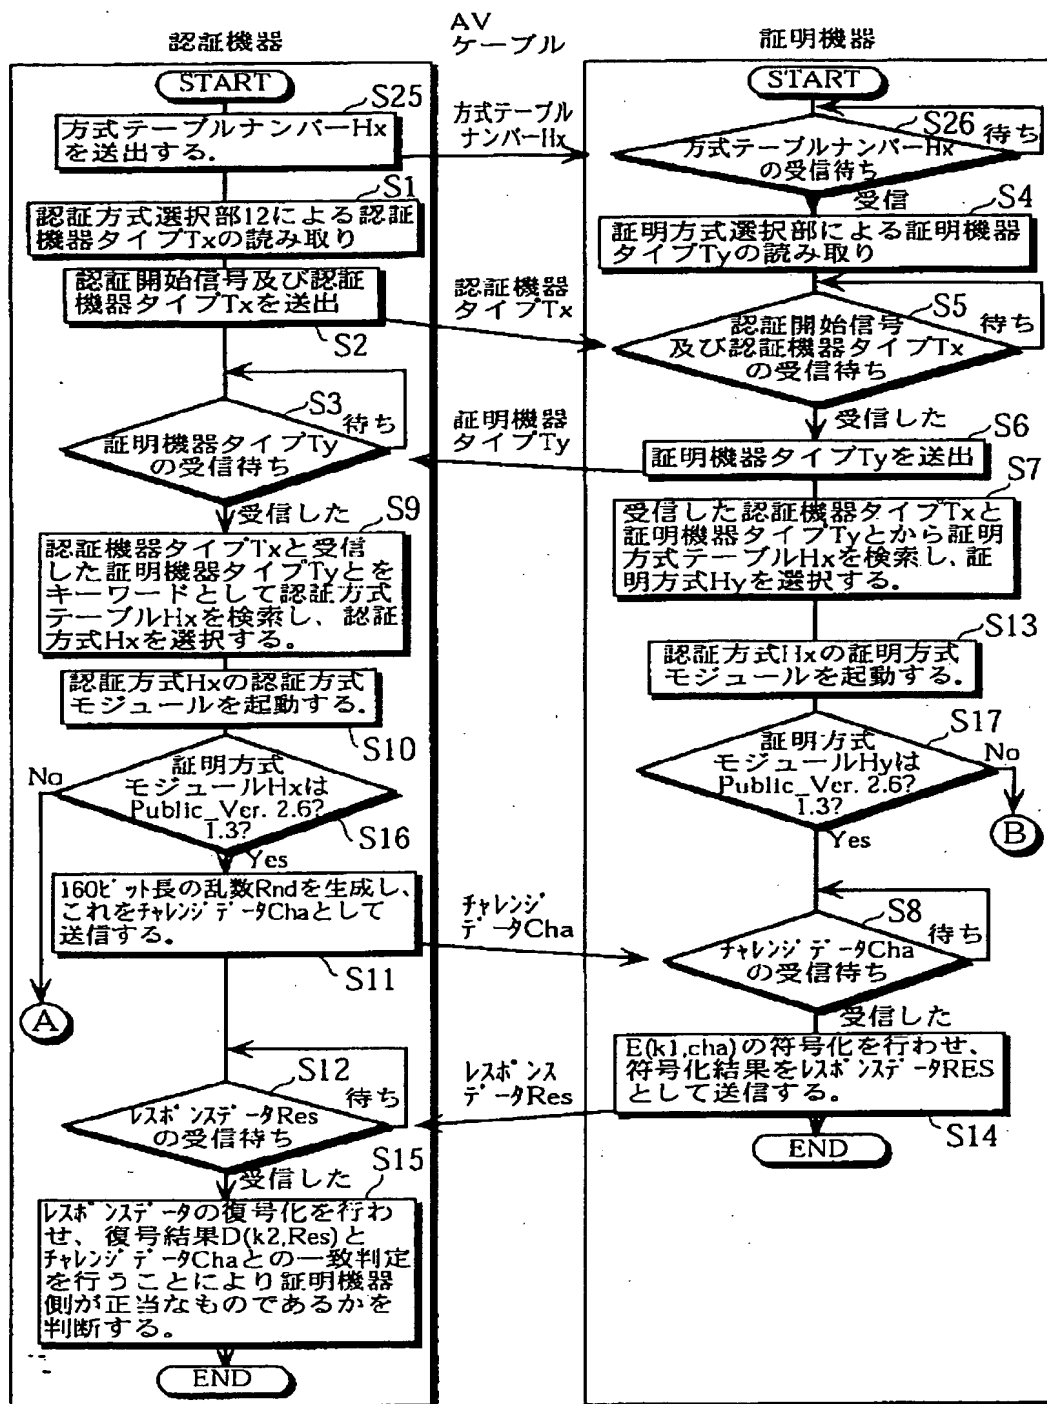 AV
ケーブル
認証機器
証明機器
START
S25
方式テーブルナンバーHx
を送出する.
方式テーブル
ナンバーHx
START
S26
待ち
方式テーブルナンバーHx
の受信待ち
受信
S1
認証方式選択部12による認証
機器タイプTxの読み取り
S4
証明方式選択部による証明機器
タイプTyの読み取り
認証開始信号及び認証
機器タイプTxを送出
S2
認証機器
タイプTx
S5
待ち
認証開始信号
及び認証機器タイプTx
の受信待ち
受信した
S3
待ち
証明機器タイプTy
の受信待ち
受信した
証明機器
タイプTy
S6
証明機器タイプTyを送出
S7
受信した認証機器タイプTxと
証明機器タイプTyとから証明
方式テーブルHxを検索し、証
明方式Hyを選択する。
S9
認証機器タイプTxと受信
した証明機器タイプTyとを
キーワードとして認証方式
テーブルHxを検索し、認証
方式Hxを選択する。
S13
認証方式Hxの証明方式
モジュールを起動する.
認証方式Hxの認証方式
モジュールを起動する.
S10
S17
証明方式
モジュールHyは
Public_Ver. 2.6?
1.3?
No
B
Yes
No
証明方式
モジュールHxは
Public_Ver. 2.6?
1.3?
S16
Yes
160ビット長の乱数Rndを生成し、
これをチャレンジデータChaとして
送信する。
S11
A
チャレンジ
データCha
S8
待ち
チャレンジデータCha
の受信待ち
受信した
E(k1,cha)の符号化を行わせ、
符号化結果をレスポンスデータRES
として送信する。
S14
END
レスポンス
データRes
S12
待ち
レスポンスデータRes
の受信待ち
受信した
S15
レスポンスデータの復号化を行わ
せ、復号結果D(k2,Res)と
チャレンジデータChaとの一致判定
を行うことにより証明機器
側が正当なものであるかを
判断する。
END